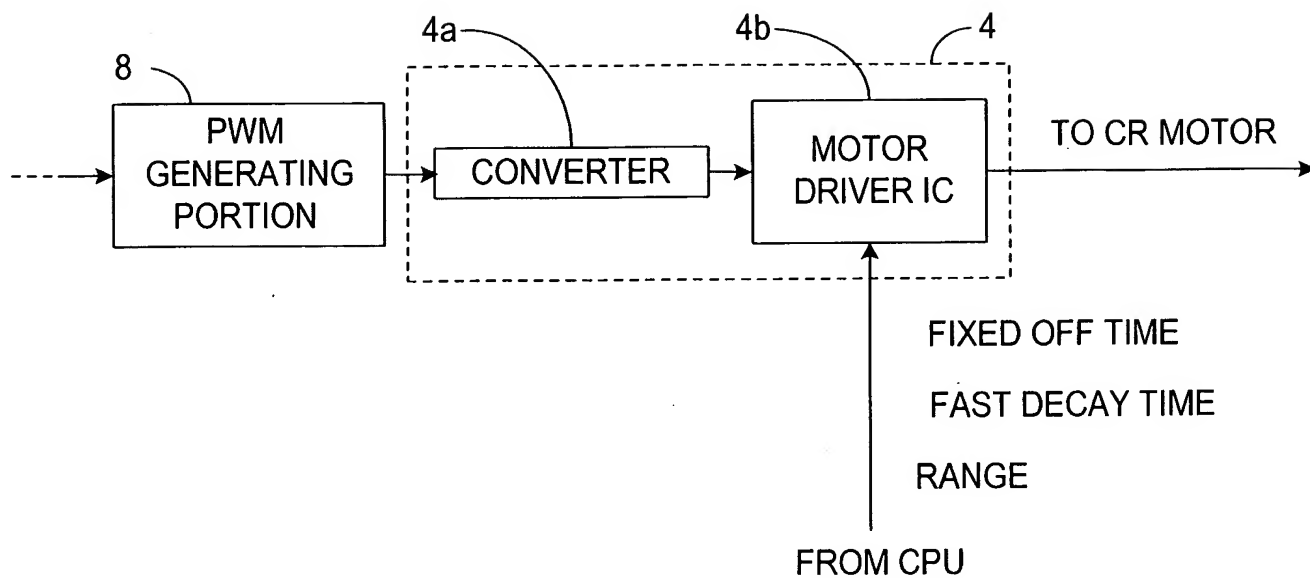 4a
4b
4
8
PWM
GENERATING
PORTION
CONVERTER
MOTOR
DRIVER IC
TO CR MOTOR
FIXED OFF TIME
FAST DECAY TIME
RANGE
FROM CPU